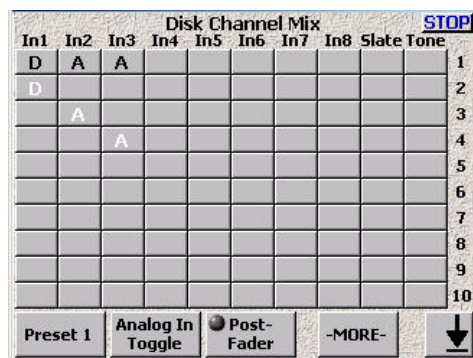 Disk Channel Mix STOP
In1 In2 In3 In4 In5 In6 In7 In8 Slate Tone
D A A 1
D 2
A 3
A 4
5
6
7
8
9
10
Preset 1 Analog In Toggle Post-Fader -MORE-